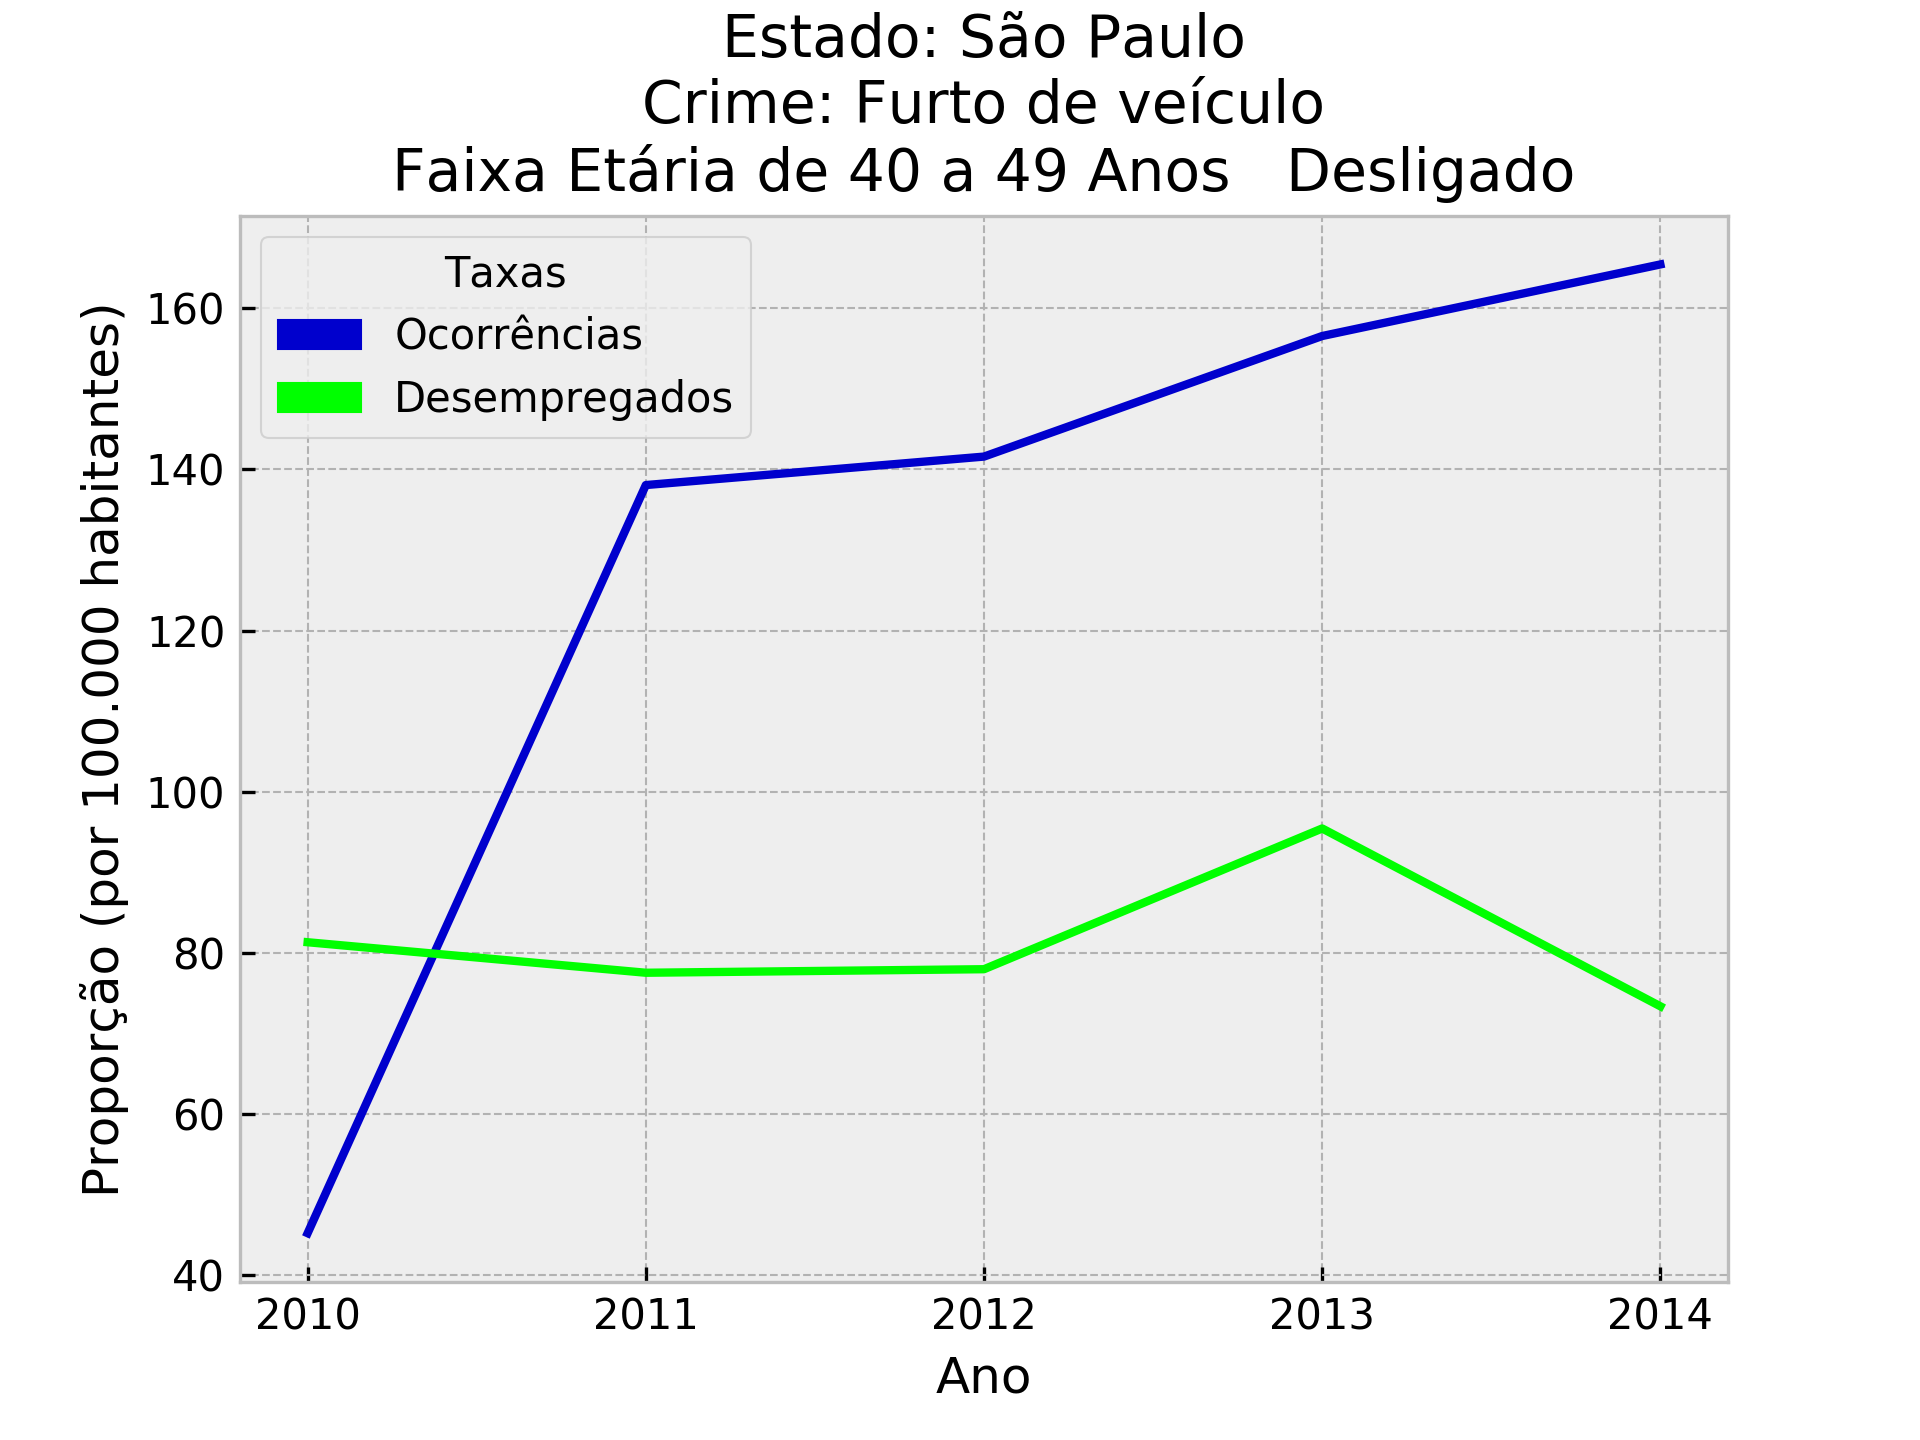 Estado: São Paulo
Crime: Furto de veículo
Faixa Etária de 40 a 49 Anos   Desligado
Taxas
Ocorrências
Desempregados
Proporção (por 100.000 habitantes)
160
140
120
100
80
60
40
2010 2011 2012 2013 2014
Ano